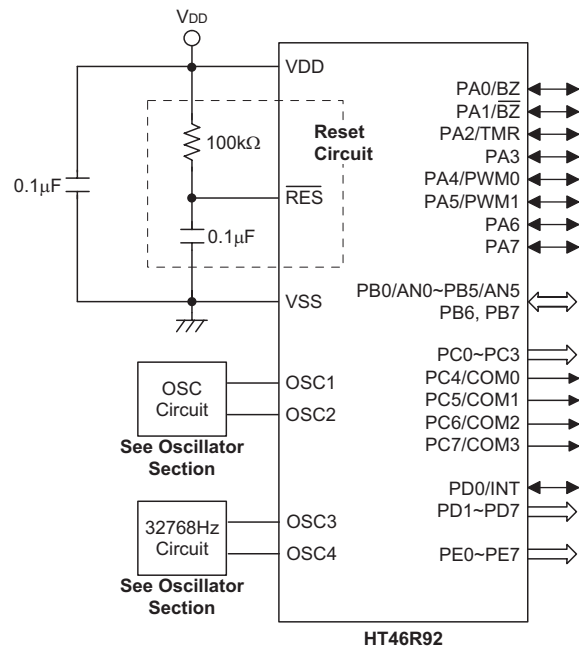 VDD
VDD
Reset
Circuit
100kΩ
0.1μF
R̅E̅S̅
0.1μF
VSS
OSC
Circuit
OSC1
OSC2
See Oscillator
Section
32768Hz
Circuit
OSC3
OSC4
See Oscillator
Section
PA0/BZ
PA1/B̅Z̅
PA2/TMR
PA3
PA4/PWM0
PA5/PWM1
PA6
PA7
PB0/AN0~PB5/AN5
PB6, PB7
PC0~PC3
PC4/COM0
PC5/COM1
PC6/COM2
PC7/COM3
PD0/INT
PD1~PD7
PE0~PE7
HT46R92